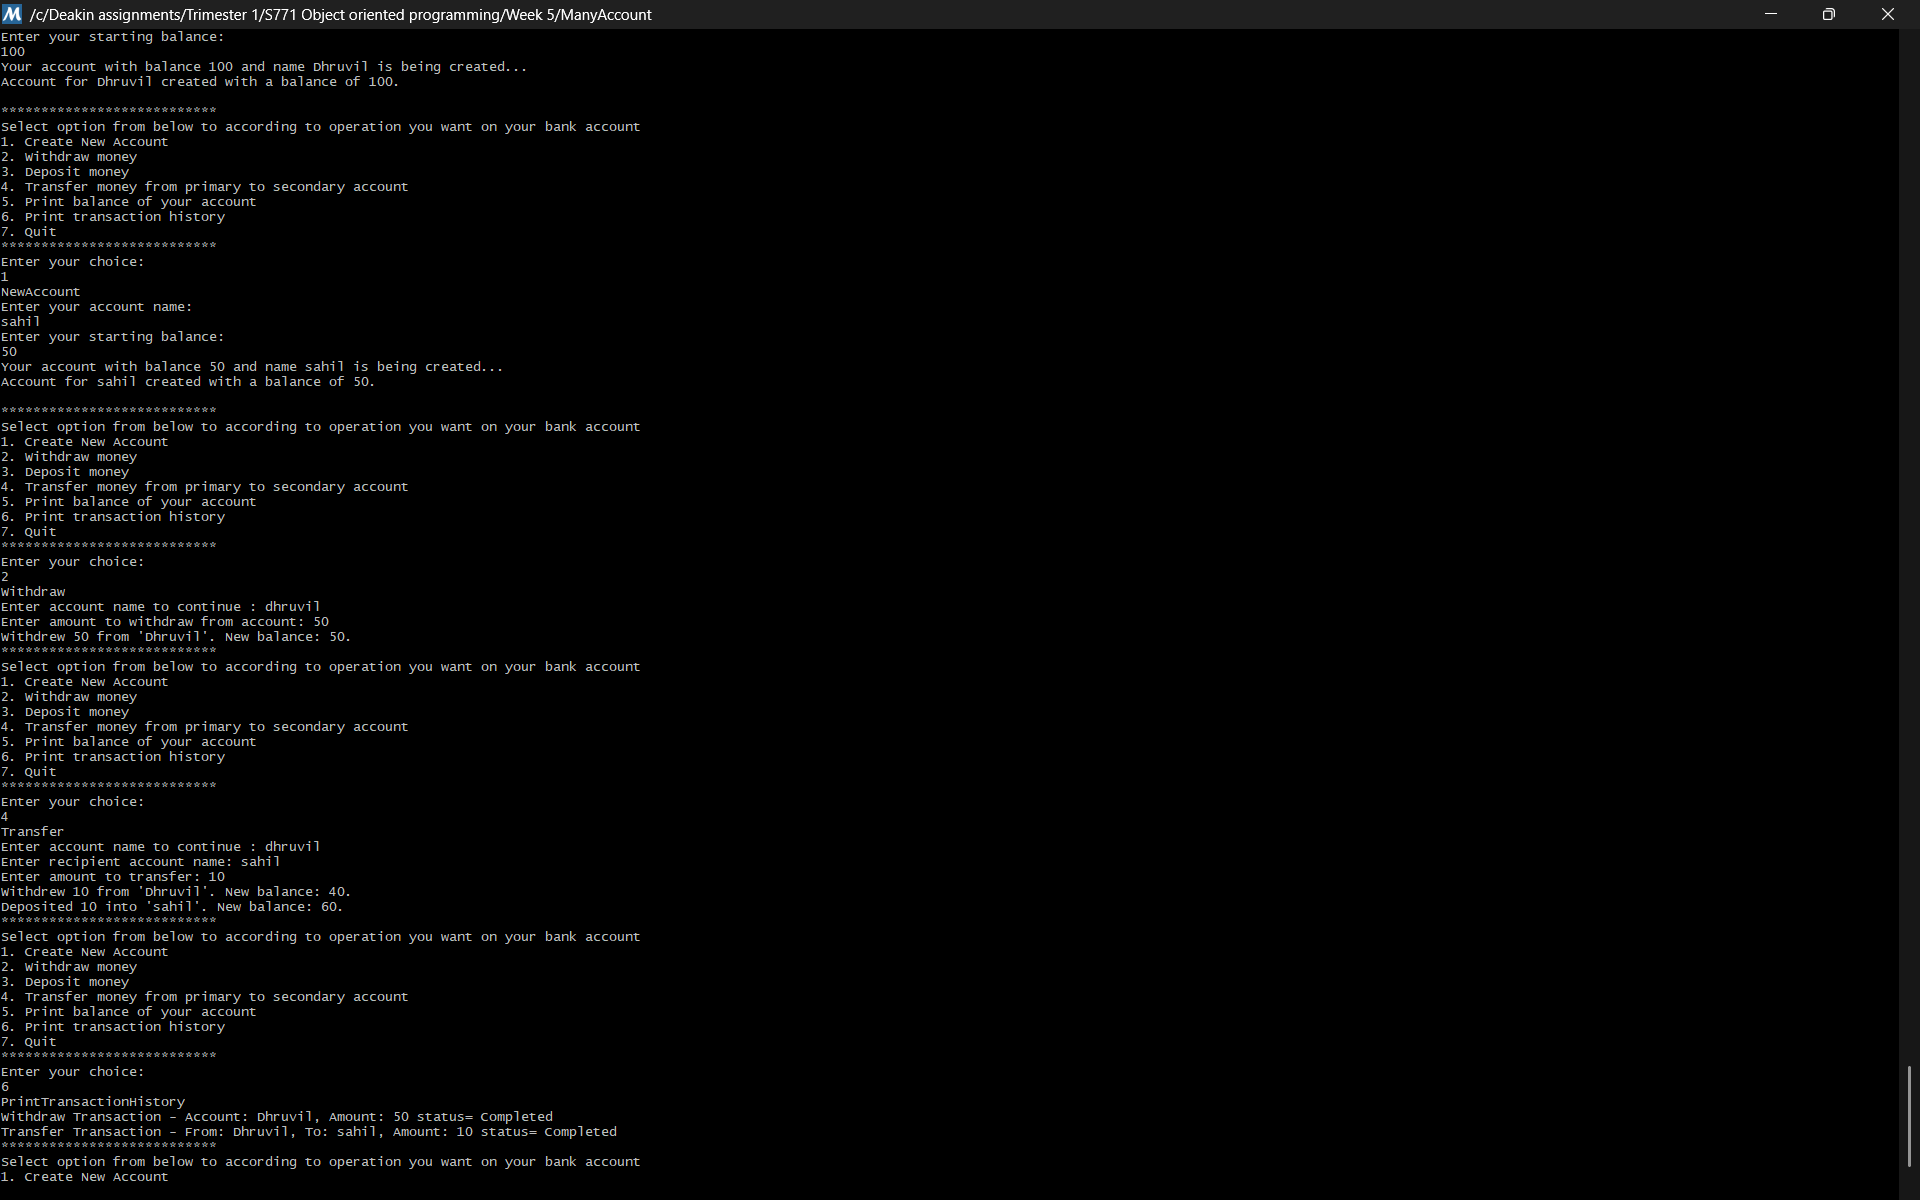 /c/Deakin assignments/Trimester 1/S771 Object oriented programming/Week 5/ManyAccount
Enter your starting balance:
100
Your account with balance 100 and name Dhruvil is being created...
Account for Dhruvil created with a balance of 100.
***************************
Select option from below to according to operation you want on your bank account
1. Create New Account
2. Withdraw money
3. Deposit money
4. Transfer money from primary to secondary account
5. Print balance of your account
6. Print transaction history
7. Quit
***************************
Enter your choice:
1
NewAccount
Enter your account name:
sahil
Enter your starting balance:
50
Your account with balance 50 and name sahil is being created...
Account for sahil created with a balance of 50.
***************************
Select option from below to according to operation you want on your bank account
1. Create New Account
2. Withdraw money
3. Deposit money
4. Transfer money from primary to secondary account
5. Print balance of your account
6. Print transaction history
7. Quit
***************************
Enter your choice:
2
Withdraw
Enter account name to continue : dhruvil
Enter amount to withdraw from account: 50
Withdrew 50 from 'Dhruvil'. New balance: 50.
***************************
Select option from below to according to operation you want on your bank account
1. Create New Account
2. Withdraw money
3. Deposit money
4. Transfer money from primary to secondary account
5. Print balance of your account
6. Print transaction history
7. Quit
***************************
Enter your choice:
4
Transfer
Enter account name to continue : dhruvil
Enter recipient account name: sahil
Enter amount to transfer: 10
Withdrew 10 from 'Dhruvil'. New balance: 40.
Deposited 10 into 'sahil'. New balance: 60.
***************************
Select option from below to according to operation you want on your bank account
1. Create New Account
2. Withdraw money
3. Deposit money
4. Transfer money from primary to secondary account
5. Print balance of your account
6. Print transaction history
7. Quit
***************************
Enter your choice:
6
PrintTransactionHistory
Withdraw Transaction - Account: Dhruvil, Amount: 50 status= Completed
Transfer Transaction - From: Dhruvil, To: sahil, Amount: 10 status= Completed
***************************
Select option from below to according to operation you want on your bank account
1. Create New Account